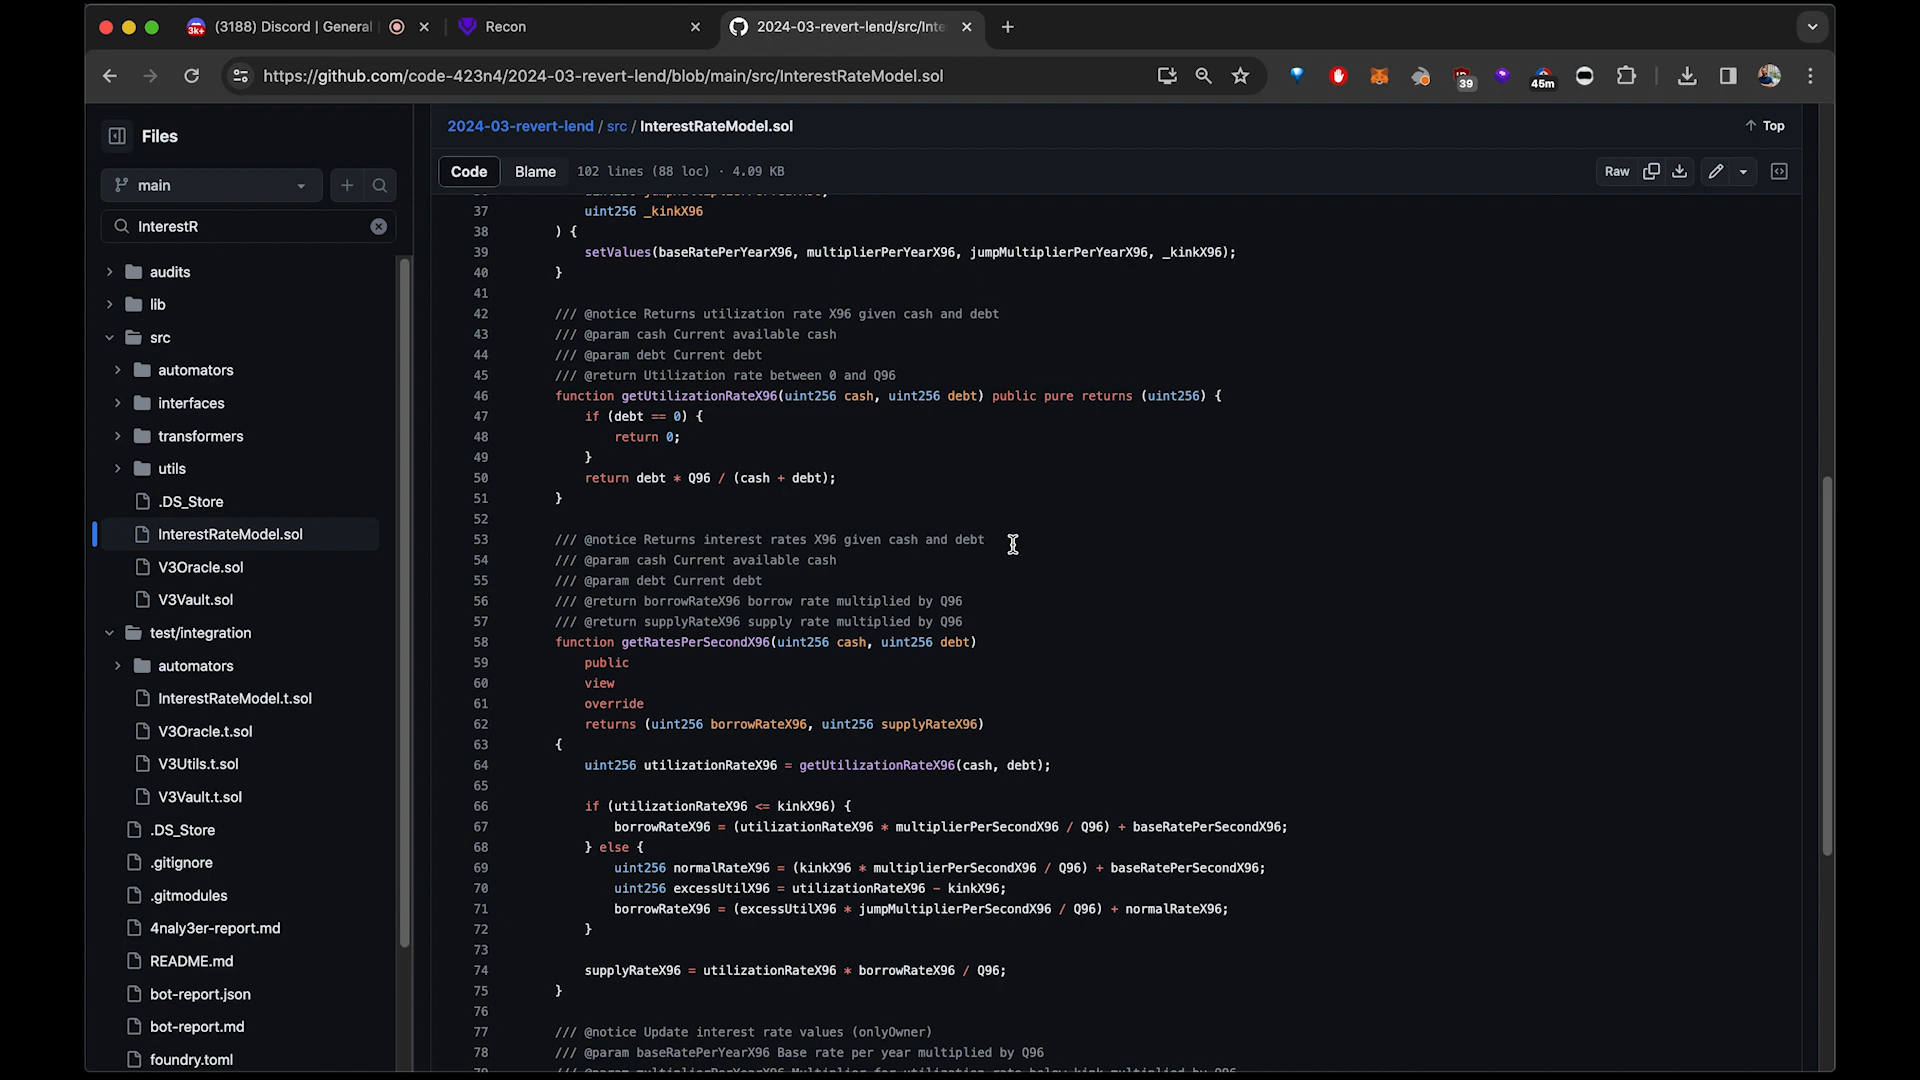 (3188) Discord | General
Recon
2024-03-revert-lend/src/Inte
https://github.com/code-423n4/2024-03-revert-lend/blob/main/src/InterestRateModel.sol
39
45m
3k+
Files
main
InterestR
audits
lib
src
automators
interfaces
transformers
utils
.DS_Store
InterestRateModel.sol
V3Oracle.sol
V3Vault.sol
test/integration
automators
InterestRateModel.t.sol
V3Oracle.t.sol
V3Utils.t.sol
V3Vault.t.sol
.DS_Store
.gitignore
.gitmodules
4naly3er-report.md
README.md
bot-report.json
bot-report.md
foundry.toml
2024-03-revert-lend / src / InterestRateModel.sol
Top
Code Blame 102 lines (88 loc) · 4.09 KB
Raw
37 uint256 _kinkX96
38 ) {
39 setValues(baseRatePerYearX96, multiplierPerYearX96, jumpMultiplierPerYearX96, _kinkX96);
40 }
41
42 /// @notice Returns utilization rate X96 given cash and debt
43 /// @param cash Current available cash
44 /// @param debt Current debt
45 /// @return Utilization rate between 0 and Q96
46 function getUtilizationRateX96(uint256 cash, uint256 debt) public pure returns (uint256) {
47 if (debt == 0) {
48 return 0;
49 }
50 return debt * Q96 / (cash + debt);
51 }
52
53 /// @notice Returns interest rates X96 given cash and debt
54 /// @param cash Current available cash
55 /// @param debt Current debt
56 /// @return borrowRateX96 borrow rate multiplied by Q96
57 /// @return supplyRateX96 supply rate multiplied by Q96
58 function getRatesPerSecondX96(uint256 cash, uint256 debt)
59 public
60 view
61 override
62 returns (uint256 borrowRateX96, uint256 supplyRateX96)
63 {
64 uint256 utilizationRateX96 = getUtilizationRateX96(cash, debt);
65
66 if (utilizationRateX96 <= kinkX96) {
67 borrowRateX96 = (utilizationRateX96 * multiplierPerSecondX96 / Q96) + baseRatePerSecondX96;
68 } else {
69 uint256 normalRateX96 = (kinkX96 * multiplierPerSecondX96 / Q96) + baseRatePerSecondX96;
70 uint256 excessUtilX96 = utilizationRateX96 - kinkX96;
71 borrowRateX96 = (excessUtilX96 * jumpMultiplierPerSecondX96 / Q96) + normalRateX96;
72 }
73
74 supplyRateX96 = utilizationRateX96 * borrowRateX96 / Q96;
75 }
76
77 /// @notice Update interest rate values (onlyOwner)
78 /// @param baseRatePerYearX96 Base rate per year multiplied by Q96